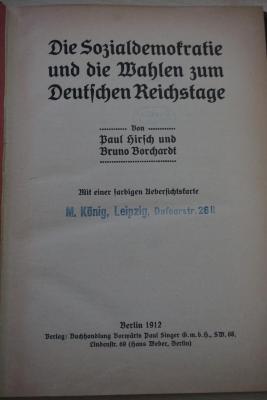 Die Sozialdemokratie
und die Wahlen zum
Deutschen Reichstage
Von
Paul Hirsch und
Bruno Borchardt
Mit einer farbigen Uebersichtskarte
M. König, Leipzig, Dufourstr. 26 II
Berlin 1912
Verlag: Buchhandlung Vorwärts Paul Singer G. m. b. H., SW. 68,
Lindenstr. 69 (Hans Weber, Berlin)